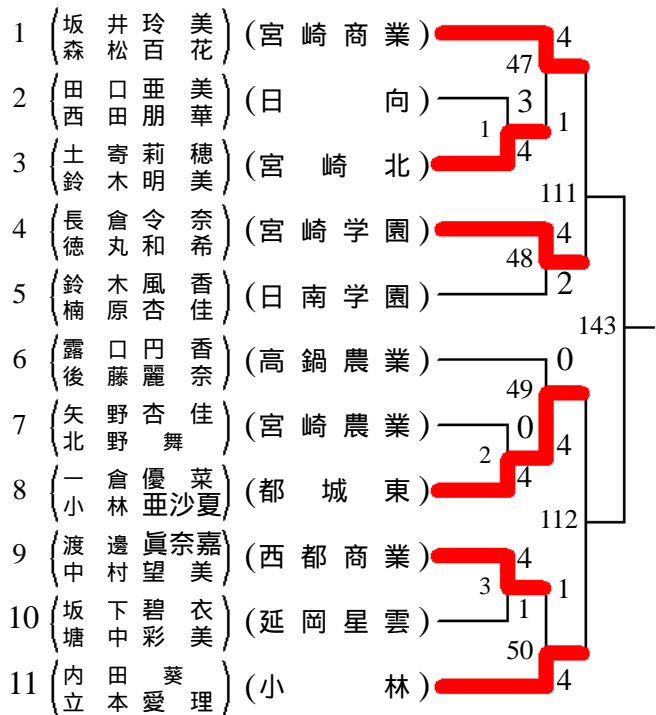 1 坂井玲美 森松百花 (宮崎商業) 4
47
2 田口亜美 西田朋華 (日向) 3
1 1
3 土寄莉穂 鈴木明美 (宮崎北) 4
111
4 長倉令奈 徳丸和希 (宮崎学園) 4
48
5 鈴木風香 楠原杏佳 (日南学園) 2
143
6 露口円香 後藤麗奈 (高鍋農業) 0
49
7 矢野杏佳 北野舞 (宮崎農業) 0
2 4
8 一倉優菜 小林亜沙夏 (都城東) 4
112
9 渡邊眞奈嘉 中村望美 (西都商業) 4
3 1
10 坂下碧衣 塘中彩美 (延岡星雲) 1
50
11 内田葵 立本愛理 (小林) 4